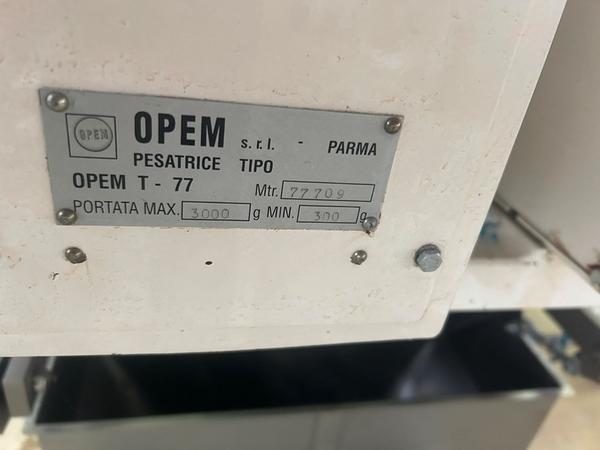 OPEM
OPEM s.r.l. - PARMA
PESATRICE TIPO
OPEM T - 77 Mtr. 77709
PORTATA MAX. 3000 g MIN. 300 g